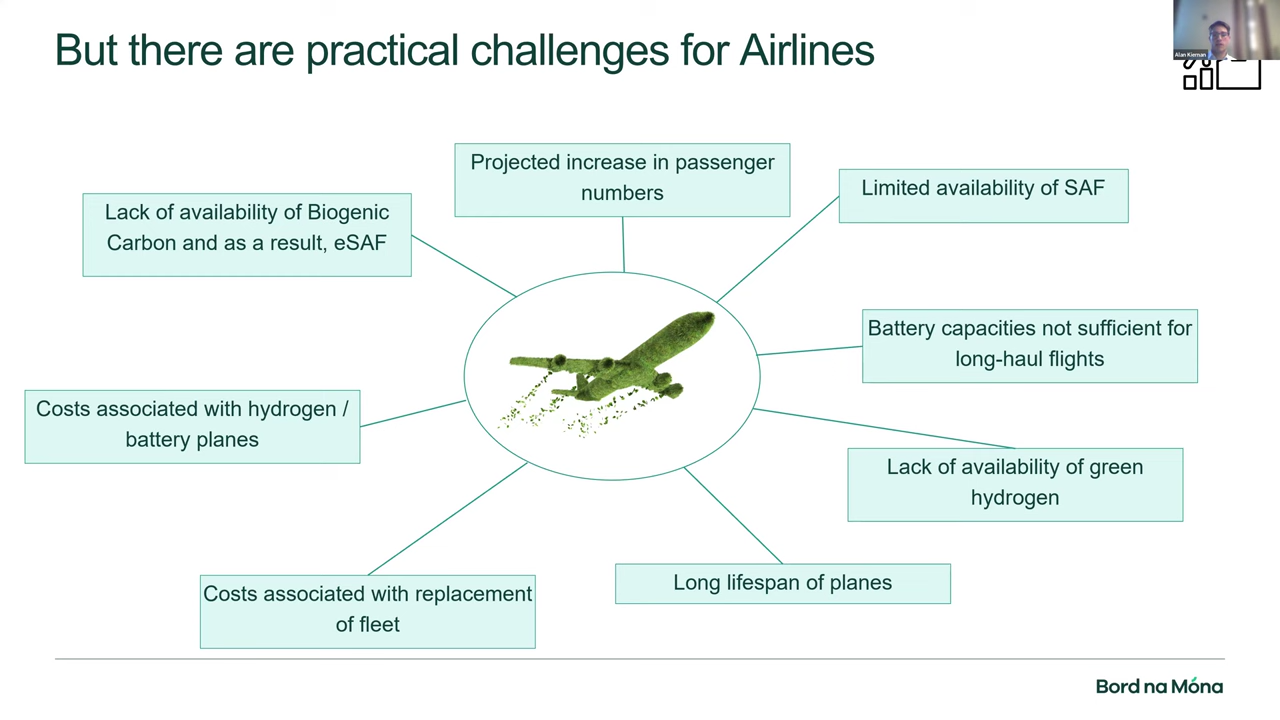 But there are practical challenges for Airlines
Alan Kiernan
Projected increase in passenger
numbers
Limited availability of SAF
Lack of availability of Biogenic
Carbon and as a result, eSAF
Battery capacities not sufficient for
long-haul flights
Costs associated with hydrogen /
battery planes
Lack of availability of green
hydrogen
Long lifespan of planes
Costs associated with replacement
of fleet
Bord na Móna